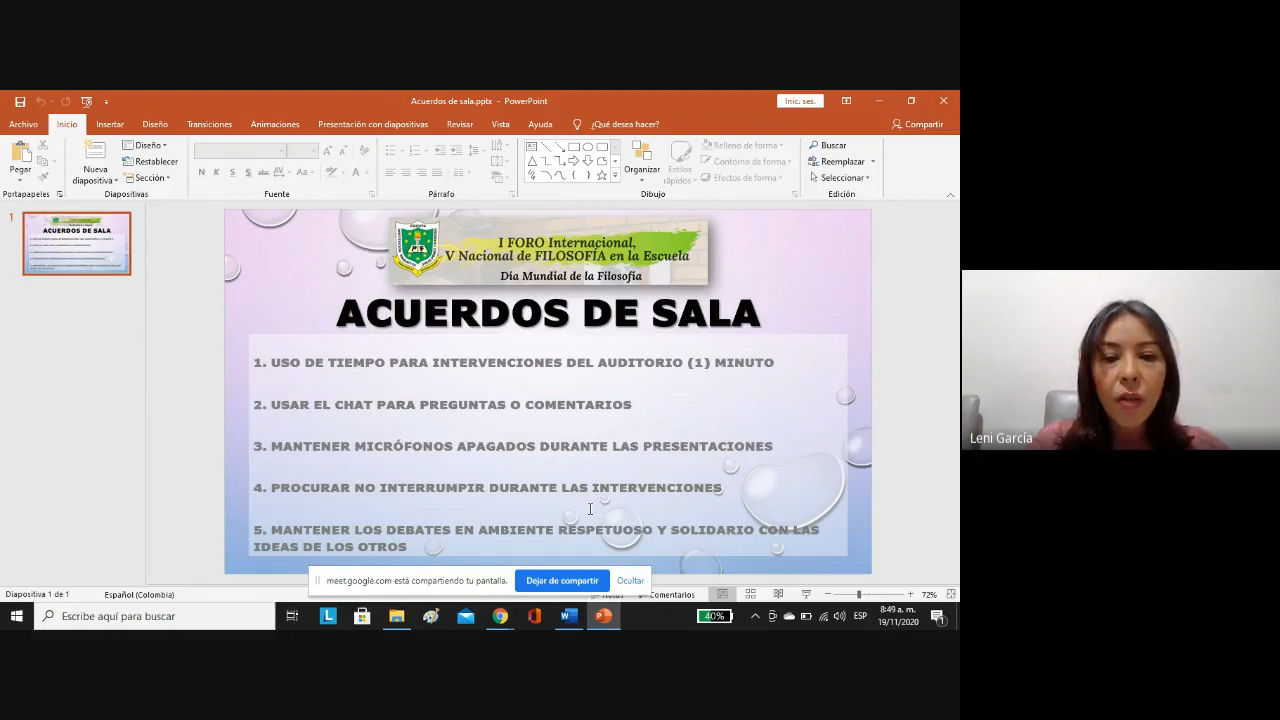 Acuerdos de sala.pptx - PowerPoint
Inic. ses.
Archivo Inicio Insertar Diseño Transiciones Animaciones Presentación con diapositivas Revisar Vista Ayuda ¿Qué desea hacer? Compartir
Pegar
Nueva diapositiva
Diseño
Restablecer
Sección
N K S S abc AV Aa A
Organizar
Estilos rápidos
Relleno de forma
Contorno de forma
Efectos de forma
Buscar
Reemplazar
Seleccionar
Portapapeles Diapositivas Fuente Párrafo Dibujo Edición
1
ACUERDOS DE SALA
I FORO Internacional,
V Nacional de FILOSOFÍA en la Escuela
Día Mundial de la Filosofía
ACUERDOS DE SALA
1. USO DE TIEMPO PARA INTERVENCIONES DEL AUDITORIO (1) MINUTO
2. USAR EL CHAT PARA PREGUNTAS O COMENTARIOS
3. MANTENER MICRÓFONOS APAGADOS DURANTE LAS PRESENTACIONES
4. PROCURAR NO INTERRUMPIR DURANTE LAS INTERVENCIONES
5. MANTENER LOS DEBATES EN AMBIENTE RESPETUOSO Y SOLIDARIO CON LAS
IDEAS DE LOS OTROS
meet.google.com está compartiendo tu pantalla. Dejar de compartir Ocultar
Diapositiva 1 de 1 Español (Colombia) Notas Comentarios 72%
Escribe aquí para buscar
40%
ESP
8:49 a. m.
19/11/2020
Leni García